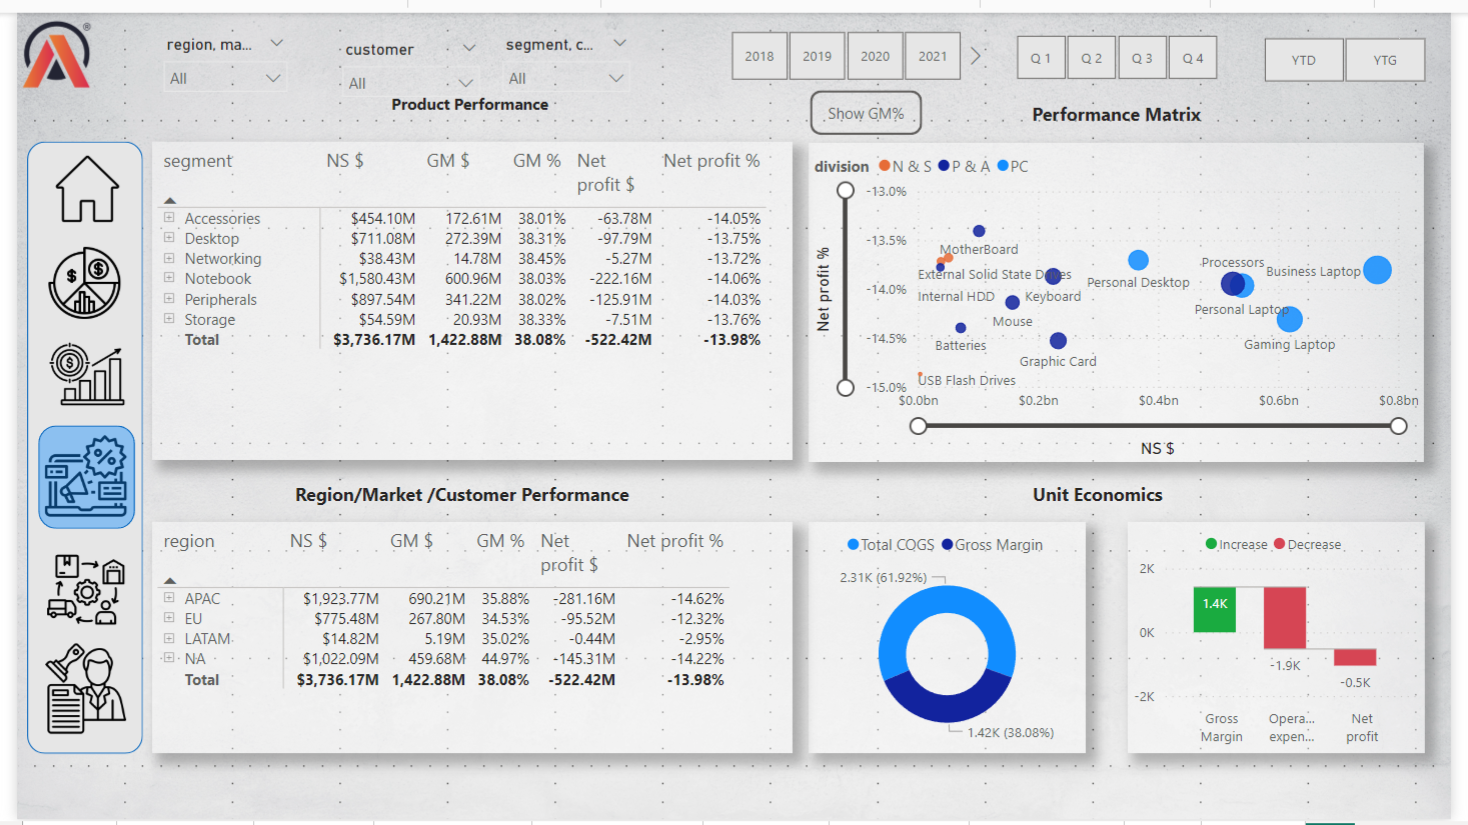 region, ma...
customer
segment, c...
All
All
All
2018
2019
2020
2021
Q 1
Q 2
Q 3
Q 4
YTD
YTG
Product Performance
Show GM%
Performance Matrix
segment NS $ GM $ GM % Net profit $ Net profit %
Accessories $454.10M 172.61M 38.01% -63.78M -14.05%
Desktop $711.08M 272.39M 38.31% -97.79M -13.75%
Networking $38.43M 14.78M 38.45% -5.27M -13.72%
Notebook $1,580.43M 600.96M 38.03% -222.16M -14.06%
Peripherals $897.54M 341.22M 38.02% -125.91M -14.03%
Storage $54.59M 20.93M 38.33% -7.51M -13.76%
Total $3,736.17M 1,422.88M 38.08% -522.42M -13.98%
division N & S P & A PC
Net profit %
-13.0%
-13.5%
-14.0%
-14.5%
-15.0%
MotherBoard
External Solid State Drives
Internal HDD
Keyboard
Mouse
Batteries
Graphic Card
USB Flash Drives
Personal Desktop
Processors
Business Laptop
Personal Laptop
Gaming Laptop
$0.0bn
$0.2bn
$0.4bn
$0.6bn
$0.8bn
NS $
Region/Market /Customer Performance
Unit Economics
region NS $ GM $ GM % Net profit $ Net profit %
APAC $1,923.77M 690.21M 35.88% -281.16M -14.62%
EU $775.48M 267.80M 34.53% -95.52M -12.32%
LATAM $14.82M 5.19M 35.02% -0.44M -2.95%
NA $1,022.09M 459.68M 44.97% -145.31M -14.22%
Total $3,736.17M 1,422.88M 38.08% -522.42M -13.98%
Total COGS Gross Margin
2.31K (61.92%)
1.42K (38.08%)
Increase Decrease
2K
0K
-2K
1.4K
-1.9K
-0.5K
Gross Margin
Opera... expen...
Net profit